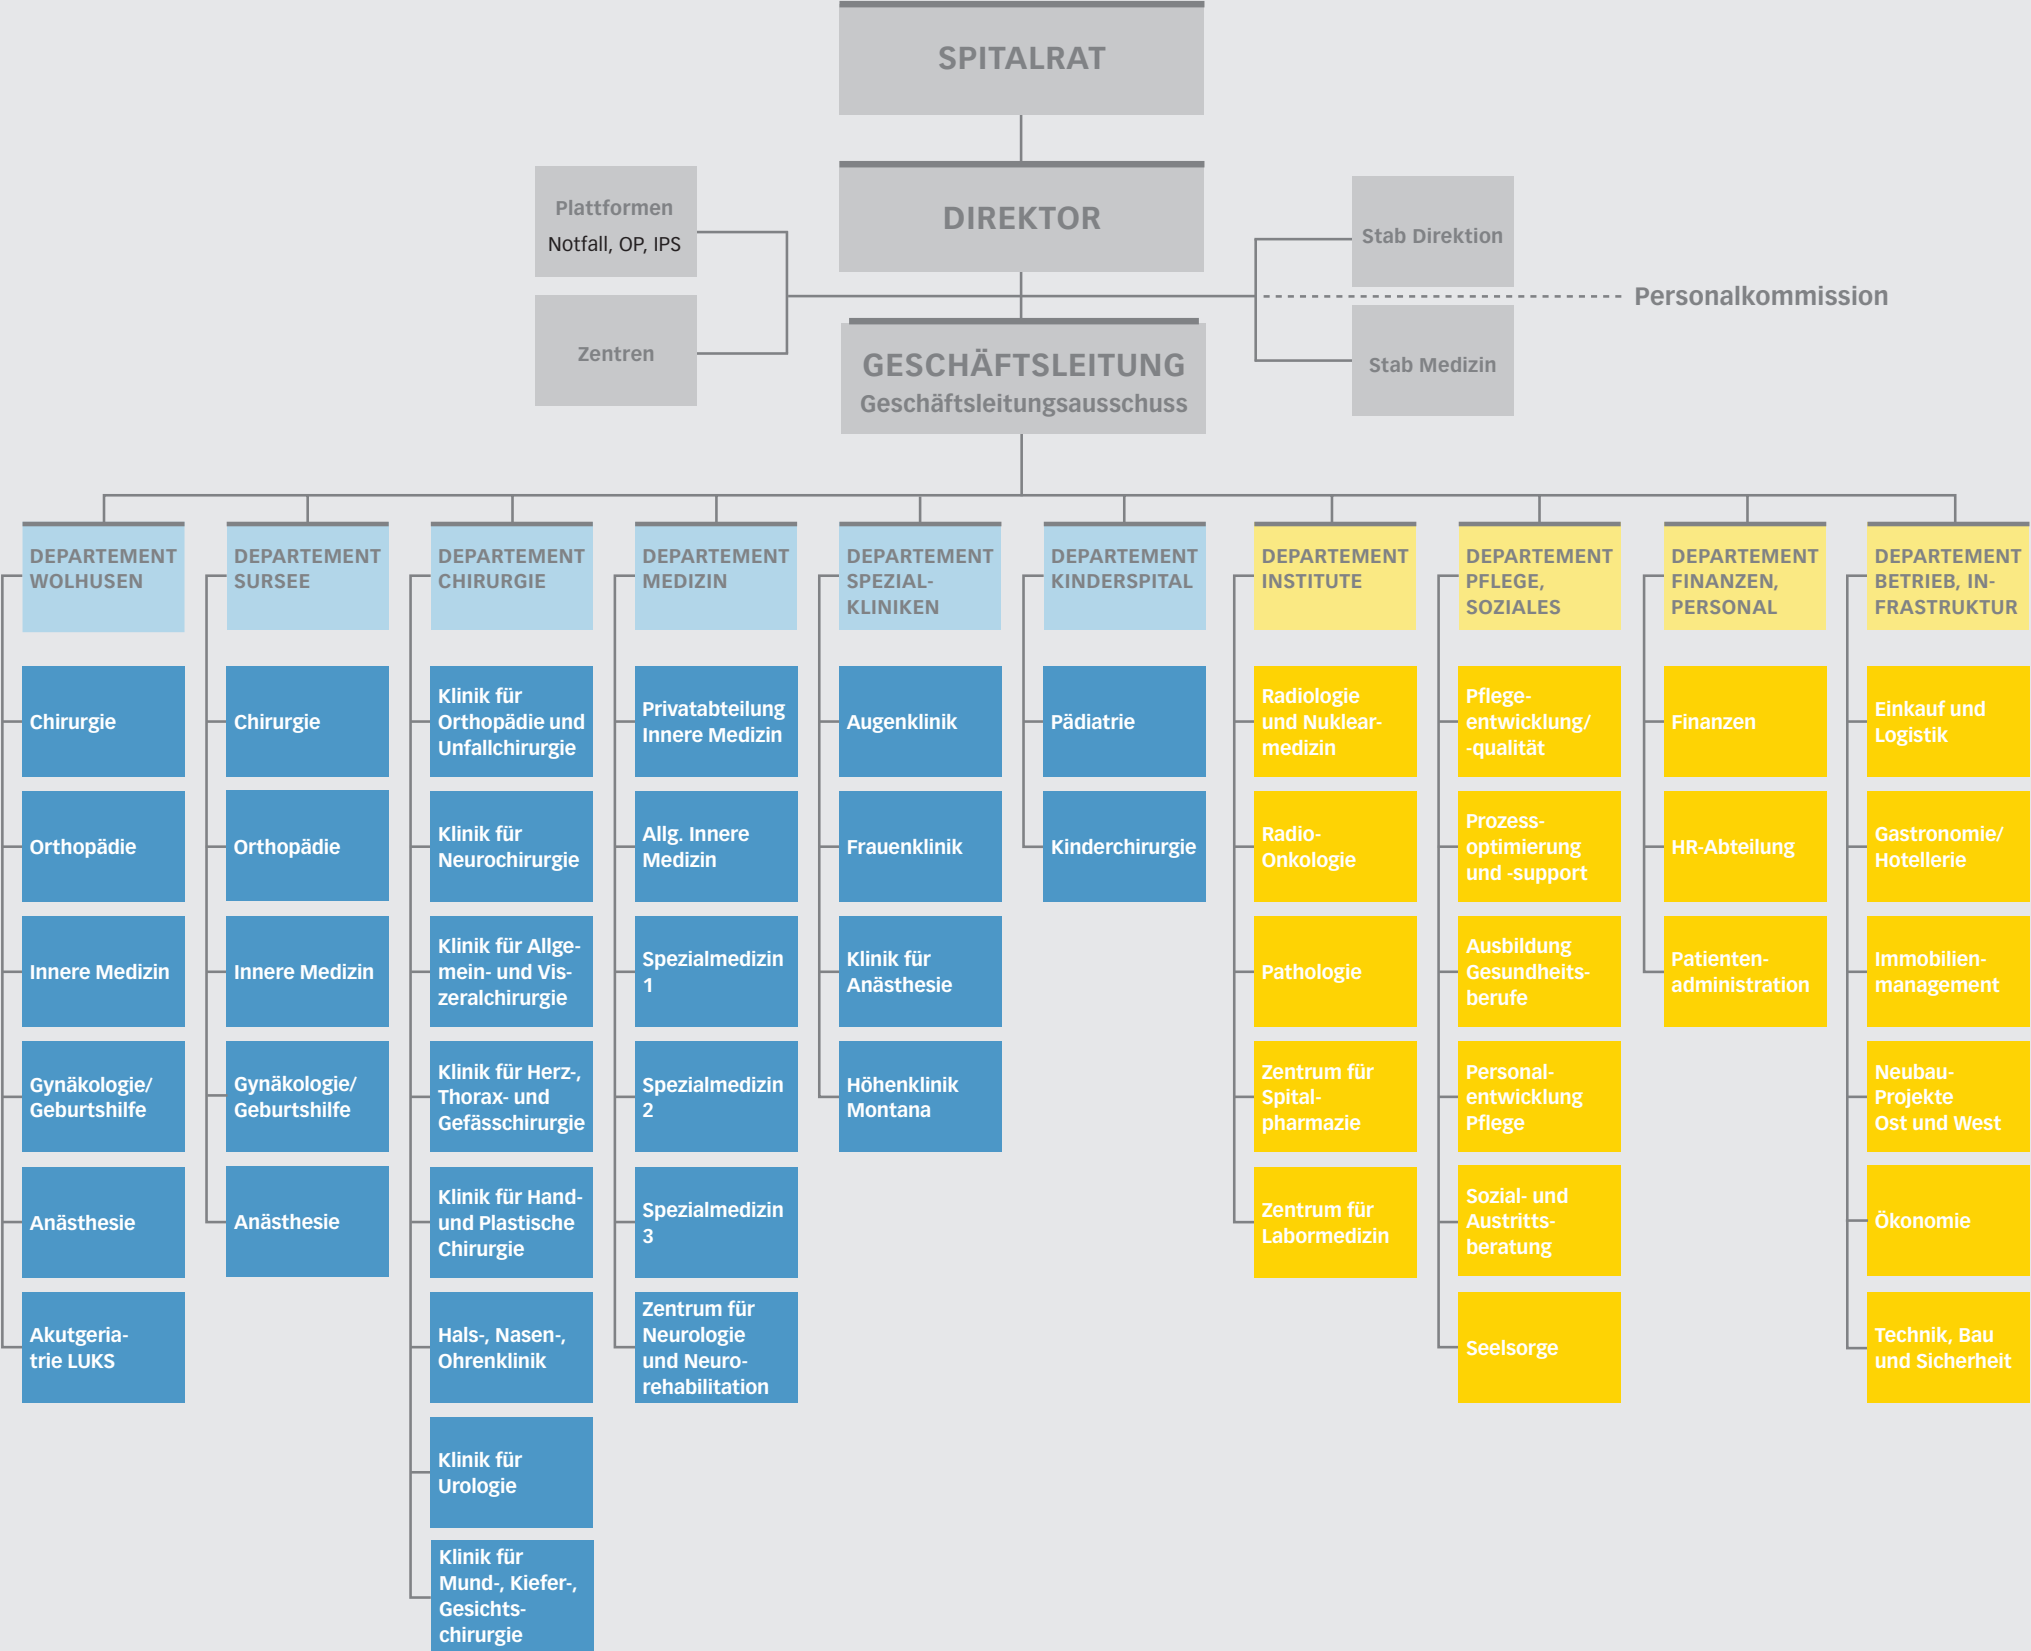 SPITALRAT
DIREKTOR
Plattformen
Notfall, OP, IPS
Zentren
Stab Direktion
Personalkommission
Stab Medizin
GESCHÄFTSLEITUNG
Geschäftsleitungsausschuss
DEPARTEMENT
WOLHUSEN
Chirurgie
Orthopädie
Innere Medizin
Gynäkologie/
Geburtshilfe
Anästhesie
Akutgeria-
trie LUKS
DEPARTEMENT
SURSEE
Chirurgie
Orthopädie
Innere Medizin
Gynäkologie/
Geburtshilfe
Anästhesie
DEPARTEMENT
CHIRURGIE
Klinik für
Orthopädie und
Unfallchirurgie
Klinik für
Neurochirurgie
Klinik für Allge-
mein- und Vis-
zeralchirurgie
Klinik für Herz-,
Thorax- und
Gefässchirurgie
Klinik für Hand-
und Plastische
Chirurgie
Hals-, Nasen-,
Ohrenklinik
Klinik für
Urologie
Klinik für
Mund-, Kiefer-,
Gesichts-
chirurgie
DEPARTEMENT
MEDIZIN
Privatabteilung
Innere Medizin
Allg. Innere
Medizin
Spezialmedizin
1
Spezialmedizin
2
Spezialmedizin
3
Zentrum für
Neurologie
und Neuro-
rehabilitation
DEPARTEMENT
SPEZIAL-
KLINIKEN
Augenklinik
Frauenklinik
Klinik für
Anästhesie
Höhenklinik
Montana
DEPARTEMENT
KINDERSPITAL
Pädiatrie
Kinderchirurgie
DEPARTEMENT
INSTITUTE
Radiologie
und Nuklear-
medizin
Radio-
Onkologie
Pathologie
Zentrum für
Spital-
pharmazie
Zentrum für
Labormedizin
DEPARTEMENT
PFLEGE,
SOZIALES
Pflege-
entwicklung/
-qualität
Prozess-
optimierung
und -support
Ausbildung
Gesundheits-
berufe
Personal-
entwicklung
Pflege
Sozial- und
Austritts-
beratung
Seelsorge
DEPARTEMENT
FINANZEN,
PERSONAL
Finanzen
HR-Abteilung
Patienten-
administration
DEPARTEMENT
BETRIEB, IN-
FRASTRUKTUR
Einkauf und
Logistik
Gastronomie/
Hotellerie
Immobilien-
management
Neubau-
Projekte
Ost und West
Ökonomie
Technik, Bau
und Sicherheit